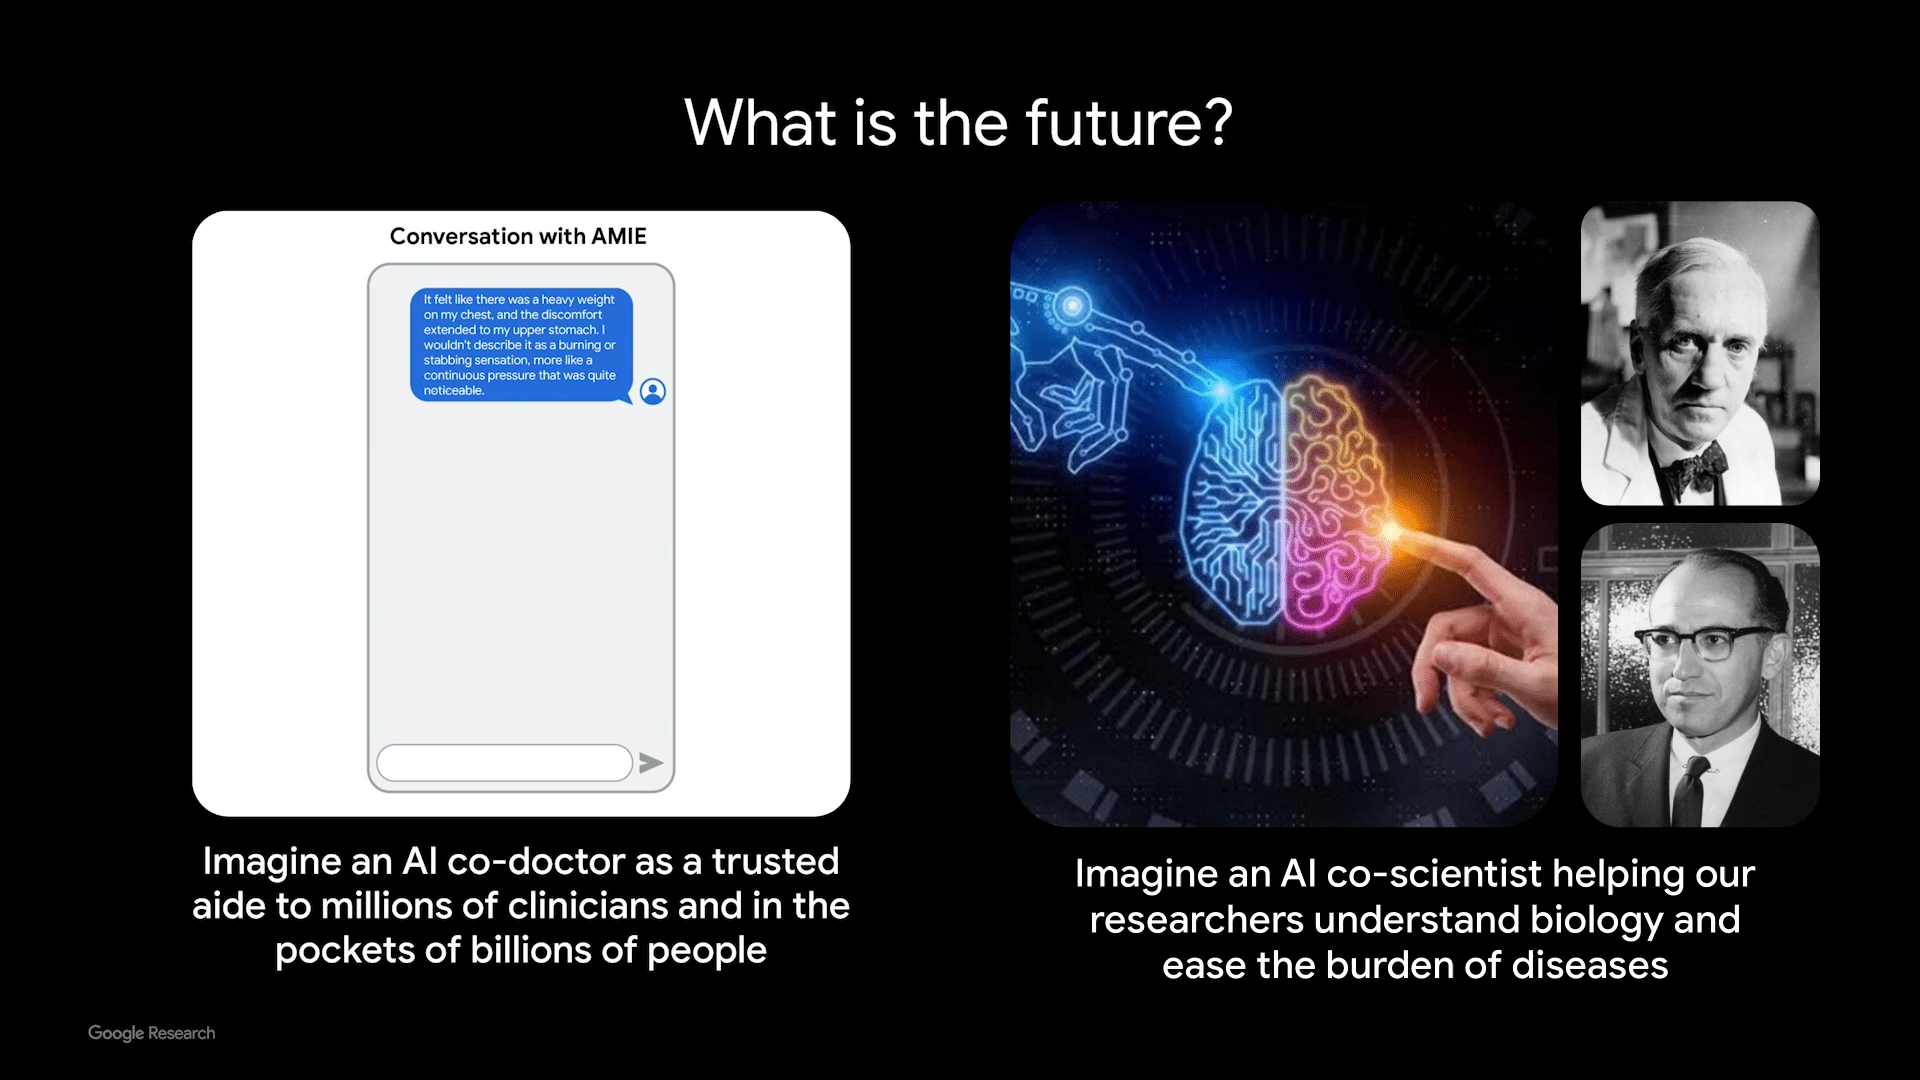 What is the future?
Conversation with AMIE
It felt like there was a heavy weight
on my chest, and the discomfort
extended to my upper stomach. I
wouldn't describe it as a burning or
stabbing sensation, more like a
continuous pressure that was quite
noticeable.
Imagine an AI co-doctor as a trusted
aide to millions of clinicians and in the
pockets of billions of people
Imagine an AI co-scientist helping our
researchers understand biology and
ease the burden of diseases
Google Research